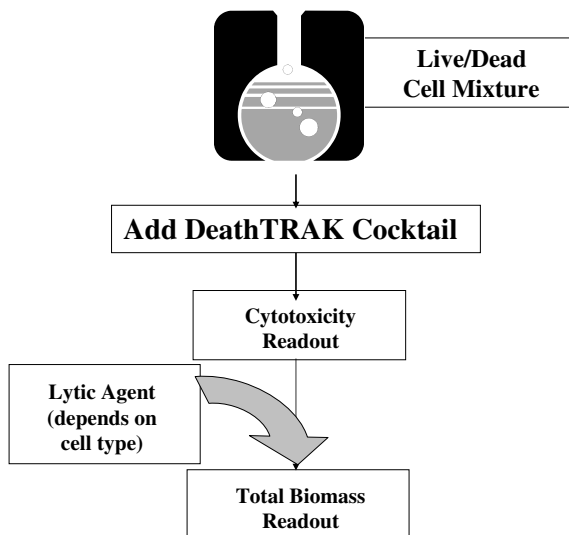 Live/Dead
Cell Mixture
Add DeathTRAK Cocktail
Cytotoxicity
Readout
Lytic Agent
(depends on
cell type)
Total Biomass
Readout